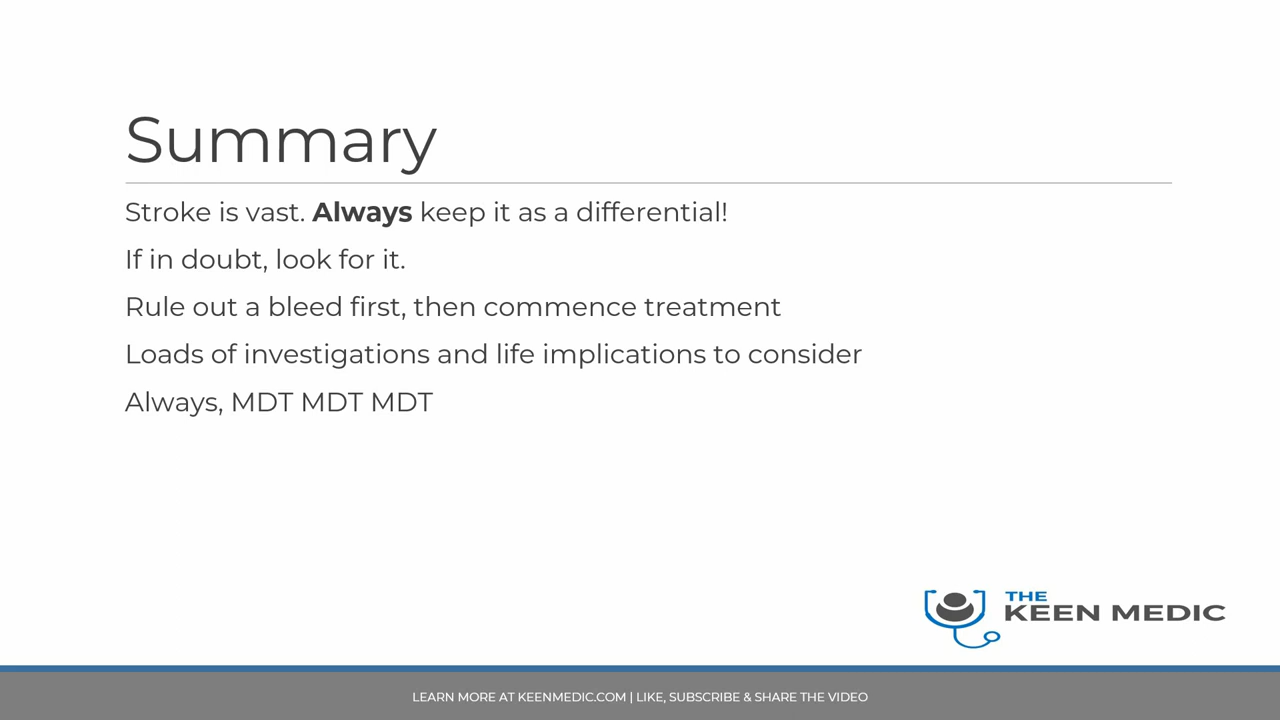 Summary
Stroke is vast. Always keep it as a differential!
If in doubt, look for it.
Rule out a bleed first, then commence treatment
Loads of investigations and life implications to consider
Always, MDT MDT MDT
THE
KEEN MEDIC
LEARN MORE AT KEENMEDIC.COM | LIKE, SUBSCRIBE & SHARE THE VIDEO